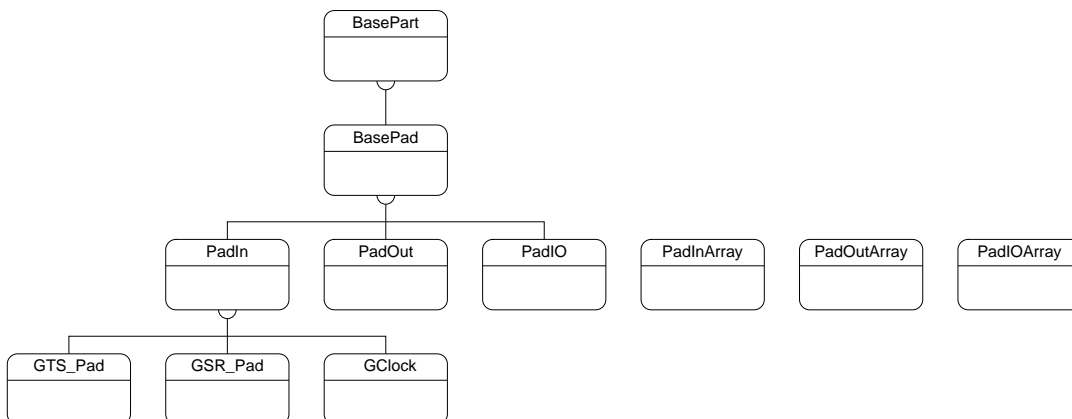 BasePart
BasePad
PadIn
PadOut
PadIO
PadInArray
PadOutArray
PadIOArray
GTS_Pad
GSR_Pad
GClock